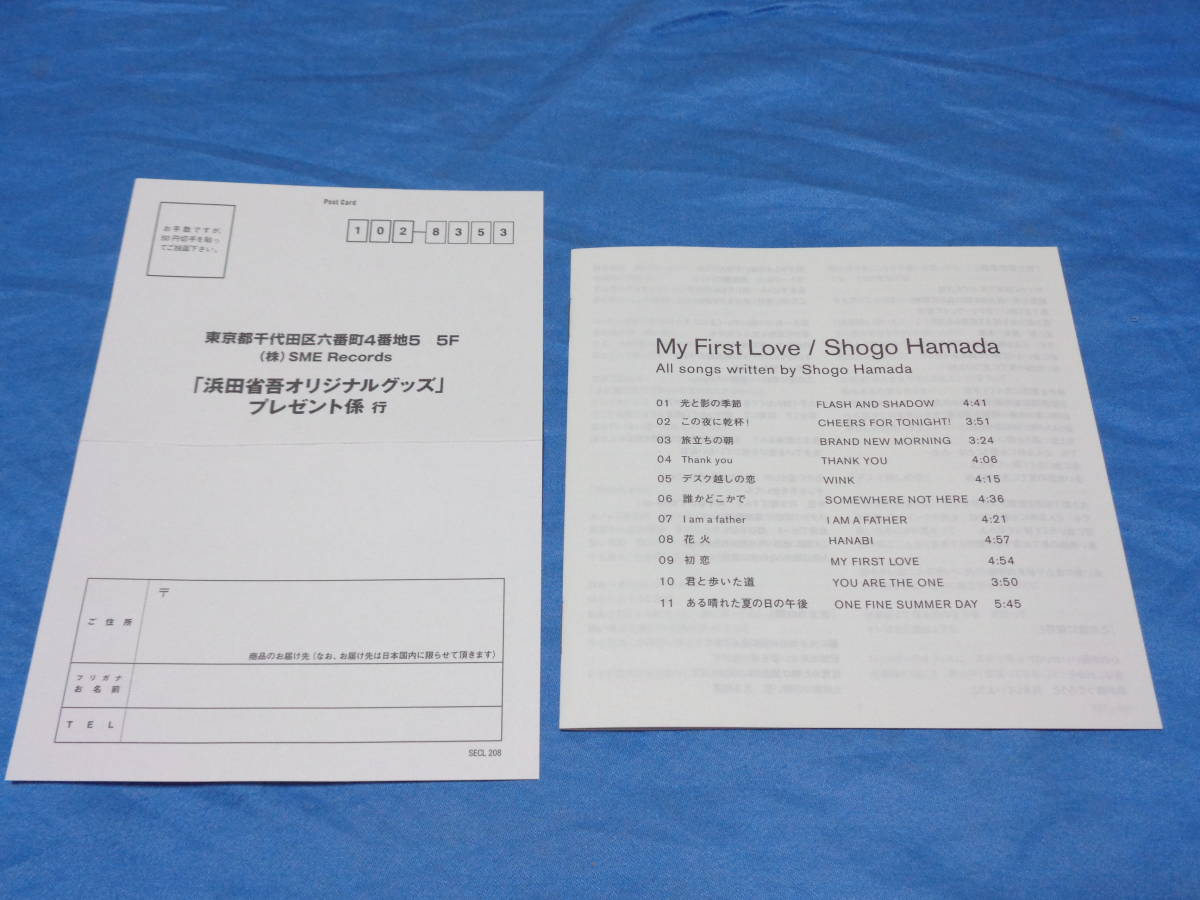 Post Card
お手数ですが、
50円切手を貼っ
てご投函下さい。
102-8353
東京都千代田区六番町4番地5 5F
(株) SME Records
「浜田省吾オリジナルグッズ」
プレゼント係 行
〒
ご住所
商品のお届け先(なお、お届け先は日本国内に限らせて頂きます)
フリガナ
お名前
TEL
SECL 208
My First Love / Shogo Hamada
All songs written by Shogo Hamada
01 光と影の季節 FLASH AND SHADOW 4:41
02 この夜に乾杯! CHEERS FOR TONIGHT! 3:51
03 旅立ちの朝 BRAND NEW MORNING 3:24
04 Thank you THANK YOU 4:06
05 デスク越しの恋 WINK 4:15
06 誰かどこかで SOMEWHERE NOT HERE 4:36
07 I am a father I AM A FATHER 4:21
08 花火 HANABI 4:57
09 初恋 MY FIRST LOVE 4:54
10 君と歩いた道 YOU ARE THE ONE 3:50
11 ある晴れた夏の日の午後 ONE FINE SUMMER DAY 5:45